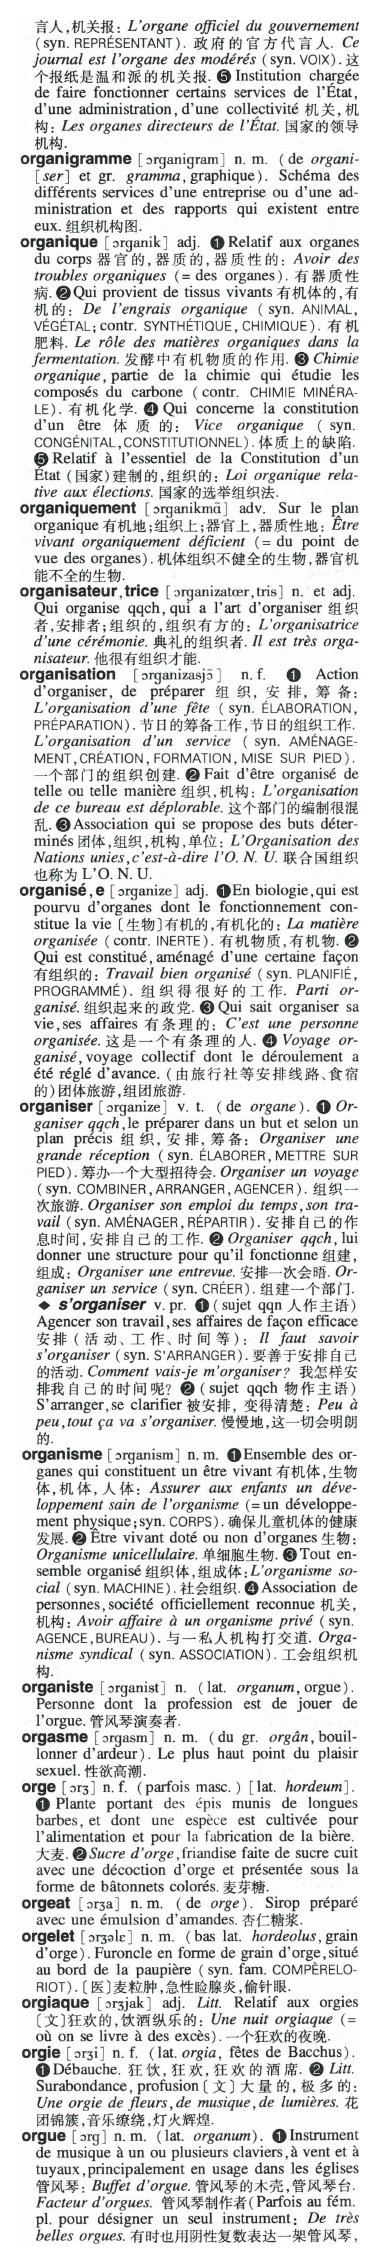 言人,机关报: L'organe officiel du gouvernement
(syn. REPRÉSENTANT). 政府的官方代言人. Ce
journal est l'organe des modérés (syn. VOIX). 这
个报纸是温和派的机关报. ❺ Institution chargée
de faire fonctionner certains services de l'État,
d'une administration, d'une collectivité 机关,机
构: Les organes directeurs de l'État. 国家的领导
机构.
organigramme [ɔrganigram] n. m. (de organi-
[ser] et gr. gramma, graphique). Schéma des
différents services d'une entreprise ou d'une ad-
ministration et des rapports qui existent entre
eux. 组织机构图.
organique [ɔrganik] adj. ❶ Relatif aux organes
du corps 器官的,器质的,器质性的: Avoir des
troubles organiques (= des organes). 有器质性
病. ❷ Qui provient de tissus vivants 有机体的,有
机的: De l'engrais organique (syn. ANIMAL,
VÉGÉTAL; contr. SYNTHÉTIQUE, CHIMIQUE). 有机
肥料. Le rôle des matières organiques dans la
fermentation. 发酵中有机物质的作用. ❸ Chimie
organique, partie de la chimie qui étudie les
composés du carbone (contr. CHIMIE MINÉRA-
LE). 有机化学. ❹ Qui concerne la constitution
d'un être 体质的: Vice organique (syn.
CONGÉNITAL, CONSTITUTIONNEL). 体质上的缺陷.
❺ Relatif à l'essentiel de la Constitution d'un
État (国家)建制的,组织的: Loi organique rela-
tive aux élections. 国家的选举组织法.
organiquement [ɔrganikmɑ̃] adv. Sur le plan
organique 有机地;组织上;器官上,器质性地: Être
vivant organiquement déficient (= du point de
vue des organes). 机体组织不健全的生物,器官机
能不全的生物.
organisateur, trice [ɔrganizatœr, tris] n. et adj.
Qui organise qqch, qui a l'art d'organiser 组织
者,安排者;组织的,组织有方的: L'organisatrice
d'une cérémonie. 典礼的组织者. Il est très orga-
nisateur. 他很有组织才能.
organisation [ɔrganizasjɔ̃] n. f. ❶ Action
d'organiser, de préparer 组织,安排,筹备:
L'organisation d'une fête (syn. ÉLABORATION,
PRÉPARATION). 节日的筹备工作,节日的组织工作.
L'organisation d'un service (syn. AMÉNAGE-
MENT, CRÉATION, FORMATION, MISE SUR PIED).
一个部门的组织创建. ❷ Fait d'être organisé de
telle ou telle manière 组织,机构: L'organisation
de ce bureau est déplorable. 这个部门的编制很混
乱. ❸ Association qui se propose des buts déter-
minés 团体,组织,机构,单位: L'Organisation des
Nations unies, c'est-à-dire l'O. N. U. 联合国组织
也称为 L'O. N. U.
organisé, e [ɔrganize] adj. ❶ En biologie, qui est
pourvu d'organes dont le fonctionnement con-
stitue la vie〔生物〕有机的,有机化的: La matière
organisée (contr. INERTE). 有机物质,有机物. ❷
Qui est constitué, aménagé d'une certaine façon
有组织的: Travail bien organisé (syn. PLANIFIÉ,
PROGRAMMÉ). 组织得很好的工作. Parti or-
ganisé. 组织起来的政党. ❸ Qui sait organiser sa
vie, ses affaires 有条理的: C'est une personne
organisée. 这是一个有条理的人. ❹ Voyage or-
ganisé, voyage collectif dont le déroulement a
été réglé d'avance. (由旅行社等安排线路、食宿
的)团体旅游,组团旅游.
organiser [ɔrganize] v. t. (de organe). ❶ Or-
ganiser qqch, le préparer dans un but et selon un
plan précis 组织,安排,筹备: Organiser une
grande réception (syn. ÉLABORER, METTRE SUR
PIED). 筹办一个大型招待会. Organiser un voyage
(syn. COMBINER, ARRANGER, AGENCER). 组织一
次旅游. Organiser son emploi du temps, son tra-
vail (syn. AMÉNAGER, RÉPARTIR). 安排自己的作
息时间,安排自己的工作. ❷ Organiser qqch, lui
donner une structure pour qu'il fonctionne 组建,
组成: Organiser une entrevue. 安排一次会晤. Or-
ganiser un service (syn. CRÉER). 组建一个部门.
◆ s'organiser v. pr. ❶ (sujet qqn 人作主语)
Agencer son travail, ses affaires de façon efficace
安排(活动、工作、时间等): Il faut savoir
s'organiser (syn. S'ARRANGER). 要善于安排自己
的活动. Comment vais-je m'organiser? 我怎样安
排我自己的时间呢? ❷ (sujet qqch 物作主语)
S'arranger, se clarifier 被安排,变得清楚: Peu à
peu, tout ça va s'organiser. 慢慢地,这一切会明朗
的.
organisme [ɔrganism] n. m. ❶ Ensemble des or-
ganes qui constituent un être vivant 有机体,生物
体,机体,人体: Assurer aux enfants un déve-
loppement sain de l'organisme (= un développe-
ment physique; syn. CORPS). 确保儿童机体的健康
发展. ❷ Être vivant doté ou non d'organes 生物:
Organisme unicellulaire. 单细胞生物. ❸ Tout en-
semble organisé 组织体,组成体: L'organisme so-
cial (syn. MACHINE). 社会组织. ❹ Association de
personnes, société officiellement reconnue 机关,
机构: Avoir affaire à un organisme privé (syn.
AGENCE, BUREAU). 与一私人机构打交道. Orga-
nisme syndical (syn. ASSOCIATION). 工会组织机
构.
organiste [ɔrganist] n. (lat. organum, orgue).
Personne dont la profession est de jouer de
l'orgue. 管风琴演奏者.
orgasme [ɔrgasm] n. m. (du gr. orgân, bouil-
lonner d'ardeur). Le plus haut point du plaisir
sexuel. 性欲高潮.
orge [ɔrʒ] n. f. (parfois masc.) [lat. hordeum].
❶ Plante portant des épis munis de longues
barbes, et dont une espèce est cultivée pour
l'alimentation et pour la fabrication de la bière.
大麦. ❷ Sucre d'orge, friandise faite de sucre cuit
avec une décoction d'orge et présentée sous la
forme de bâtonnets colorés. 麦芽糖.
orgeat [ɔrʒa] n. m. (de orge). Sirop préparé
avec une émulsion d'amandes. 杏仁糖浆.
orgelet [ɔrʒəlɛ] n. m. (bas lat. hordeolus, grain
d'orge). Furoncle en forme de grain d'orge, situé
au bord de la paupière (syn. fam. COMPÈRELO-
RIOT).〔医〕麦粒肿,急性睑腺炎,偷针眼.
orgiaque [ɔrʒjak] adj. Litt. Relatif aux orgies
〔文〕狂欢的,饮酒纵乐的: Une nuit orgiaque (=
où on se livre à des excès). 一个狂欢的夜晚.
orgie [ɔrʒi] n. f. (lat. orgia, fêtes de Bacchus).
❶ Débauche. 狂饮,狂欢,狂欢的酒席. ❷ Litt.
Surabondance, profusion〔文〕大量的,极多的:
Une orgie de fleurs, de musique, de lumières. 花
团锦簇,音乐缭绕,灯火辉煌.
orgue [ɔrg] n. m. (lat. organum). ❶ Instrument
de musique à un ou plusieurs claviers, à vent et à
tuyaux, principalement en usage dans les églises
管风琴: Buffet d'orgue. 管风琴的木壳,管风琴台.
Facteur d'orgues. 管风琴制作者(Parfois au fém.
pl. pour désigner un seul instrument: De très
belles orgues. 有时也用阴性复数表达一架管风琴,